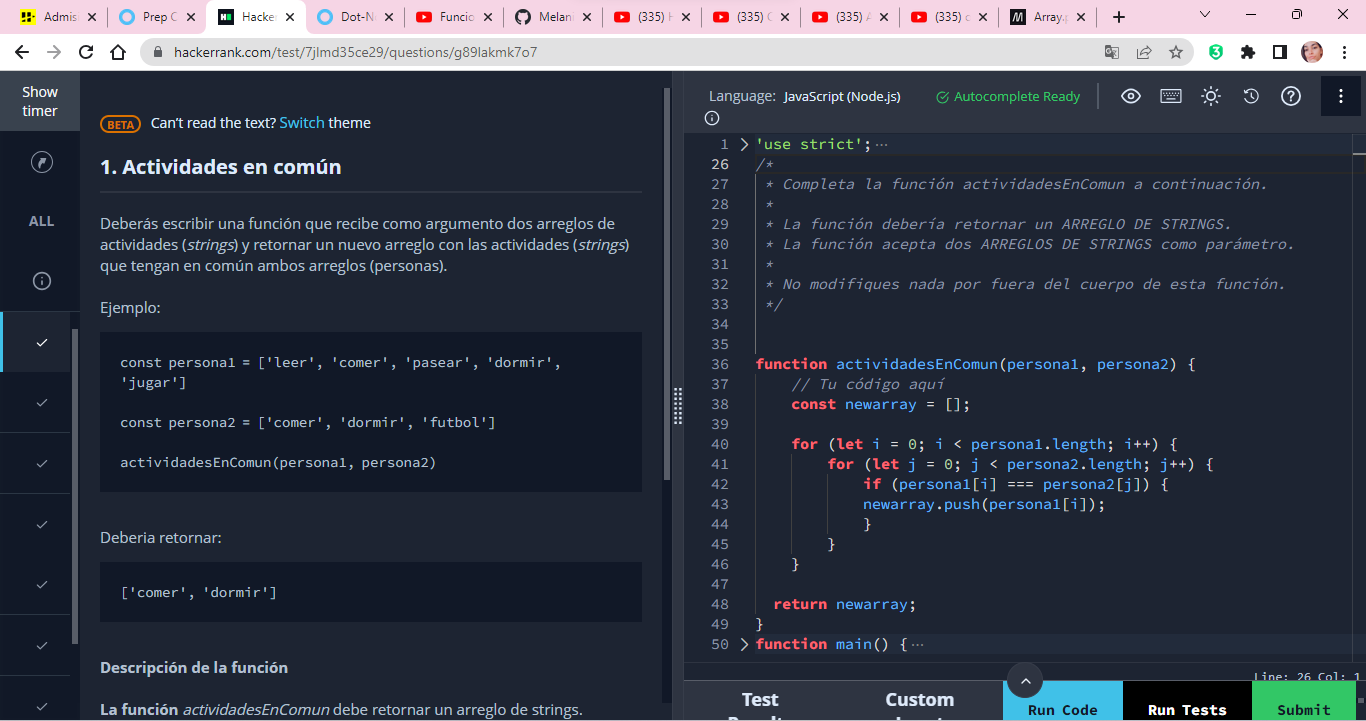 Admis
Prep C
Hacke
Dot-N
Funcio
Melan
(335) H
(335) C
(335) A
(335) c
Array.p
hackerrank.com/test/7jlmd35ce29/questions/g89lakmk7o7
Show
timer
ALL
BETA Can't read the text? Switch theme
1. Actividades en común
Deberás escribir una función que recibe como argumento dos arreglos de
actividades (strings) y retornar un nuevo arreglo con las actividades (strings)
que tengan en común ambos arreglos (personas).
Ejemplo:
const persona1 = ['leer', 'comer', 'pasear', 'dormir',
'jugar']
const persona2 = ['comer', 'dormir', 'futbol']
actividadesEnComun(persona1, persona2)
Deberia retornar:
['comer', 'dormir']
Descripción de la función
La función actividadesEnComun debe retornar un arreglo de strings.
Language: JavaScript (Node.js)
Autocomplete Ready
1 'use strict';
26 /*
27 * Completa la función actividadesEnComun a continuación.
28 *
29 * La función debería retornar un ARREGLO DE STRINGS.
30 * La función acepta dos ARREGLOS DE STRINGS como parámetro.
31 *
32 * No modifiques nada por fuera del cuerpo de esta función.
33 */
34
35
36 function actividadesEnComun(persona1, persona2) {
37 // Tu código aquí
38 const newarray = [];
39
40 for (let i = 0; i < persona1.length; i++) {
41 for (let j = 0; j < persona2.length; j++) {
42 if (persona1[i] === persona2[j]) {
43 newarray.push(persona1[i]);
44 }
45 }
46 }
47
48 return newarray;
49 }
50 function main() {
Line: 26 Col: 1
Test
Custom
Run Code
Run Tests
Submit